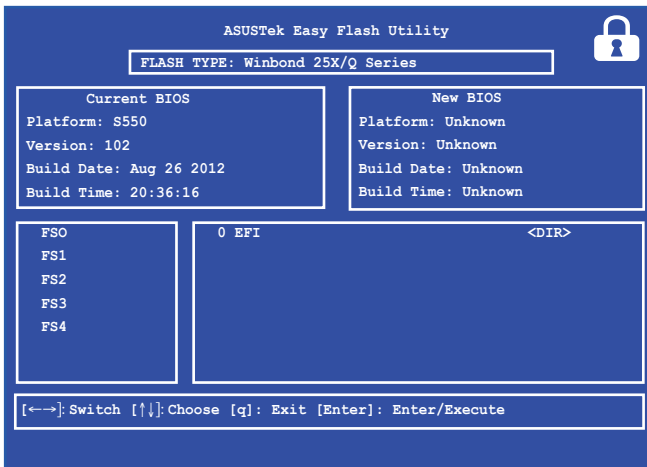 ASUSTek Easy Flash Utility
FLASH TYPE: Winbond 25X/Q Series
Current BIOS
Platform: S550
Version: 102
Build Date: Aug 26 2012
Build Time: 20:36:16
New BIOS
Platform: Unknown
Version: Unknown
Build Date: Unknown
Build Time: Unknown
FSO
FS1
FS2
FS3
FS4
0 EFI <DIR>
[←→]: Switch [↑↓]: Choose [q]: Exit [Enter]: Enter/Execute